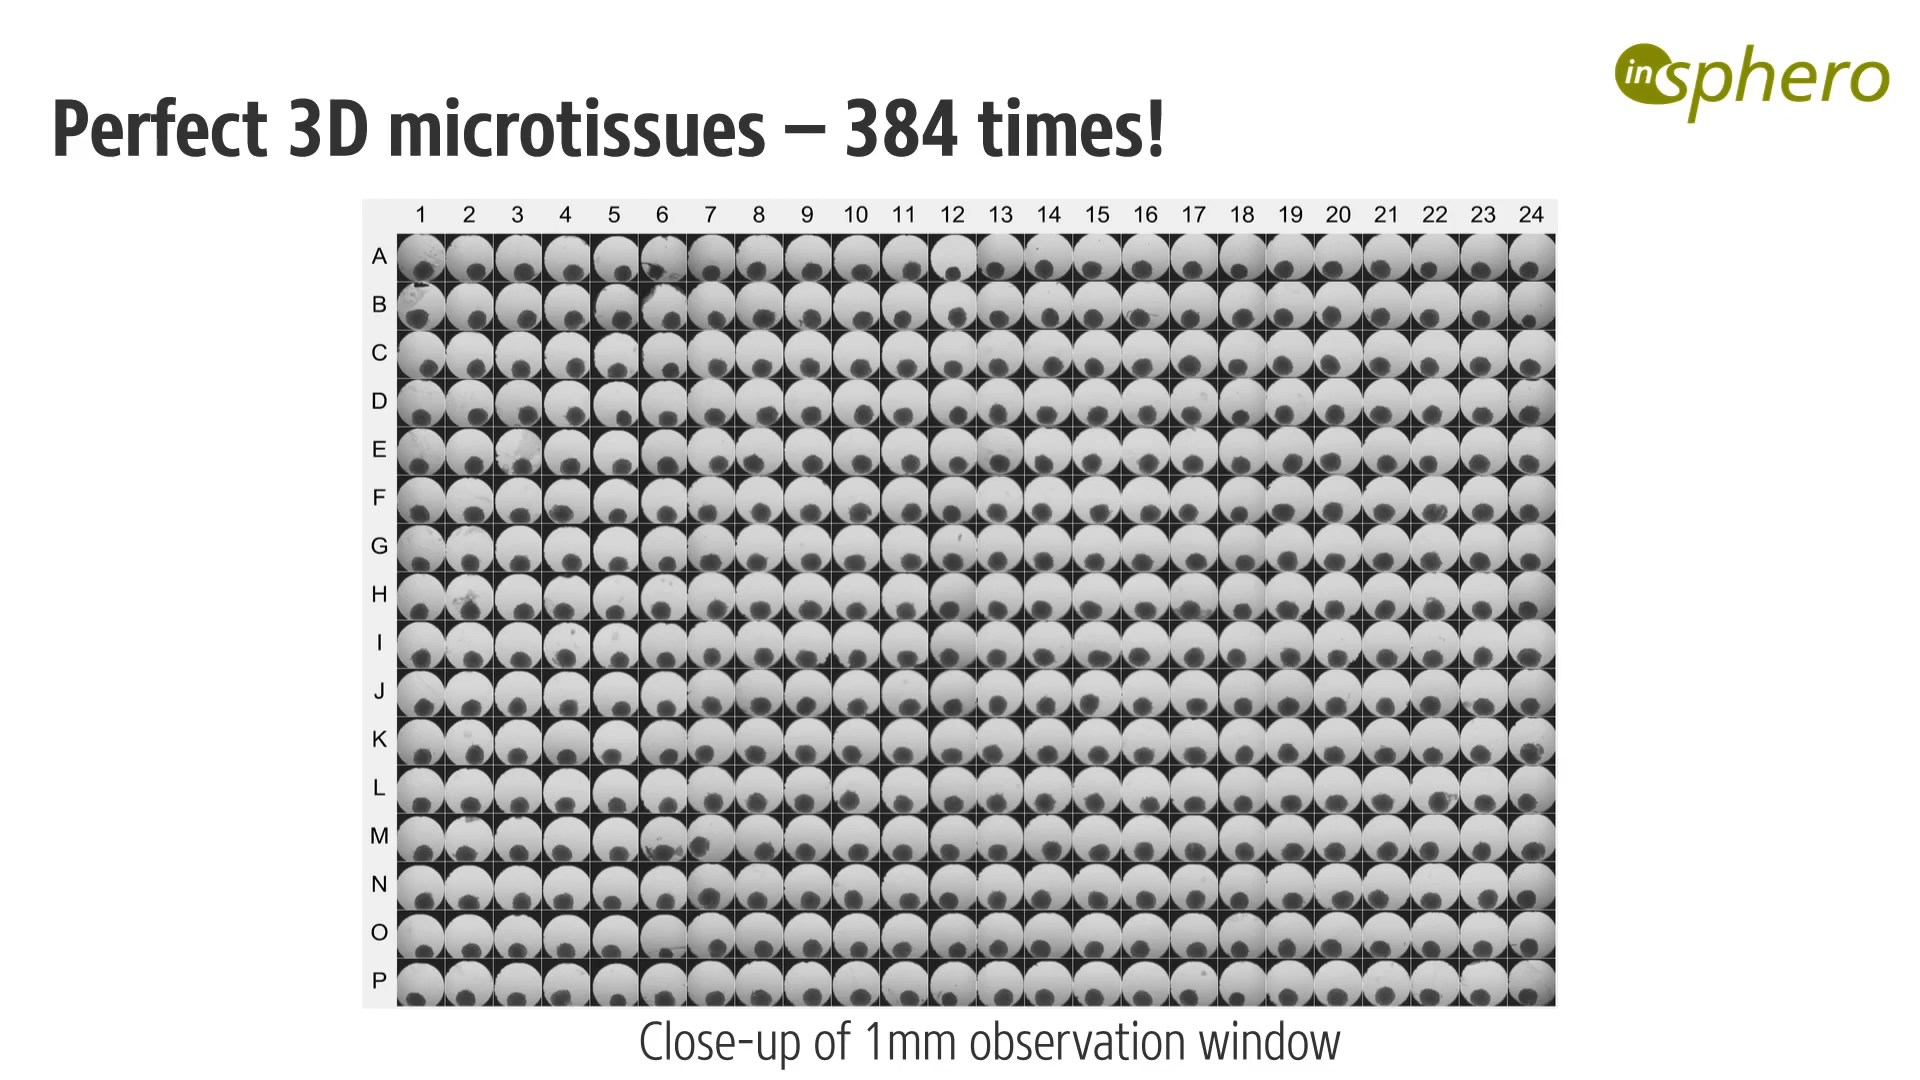 insphero
Perfect 3D microtissues – 384 times!
1 2 3 4 5 6 7 8 9 10 11 12 13 14 15 16 17 18 19 20 21 22 23 24
A
B
C
D
E
F
G
H
I
J
K
L
M
N
O
P
Close-up of 1mm observation window